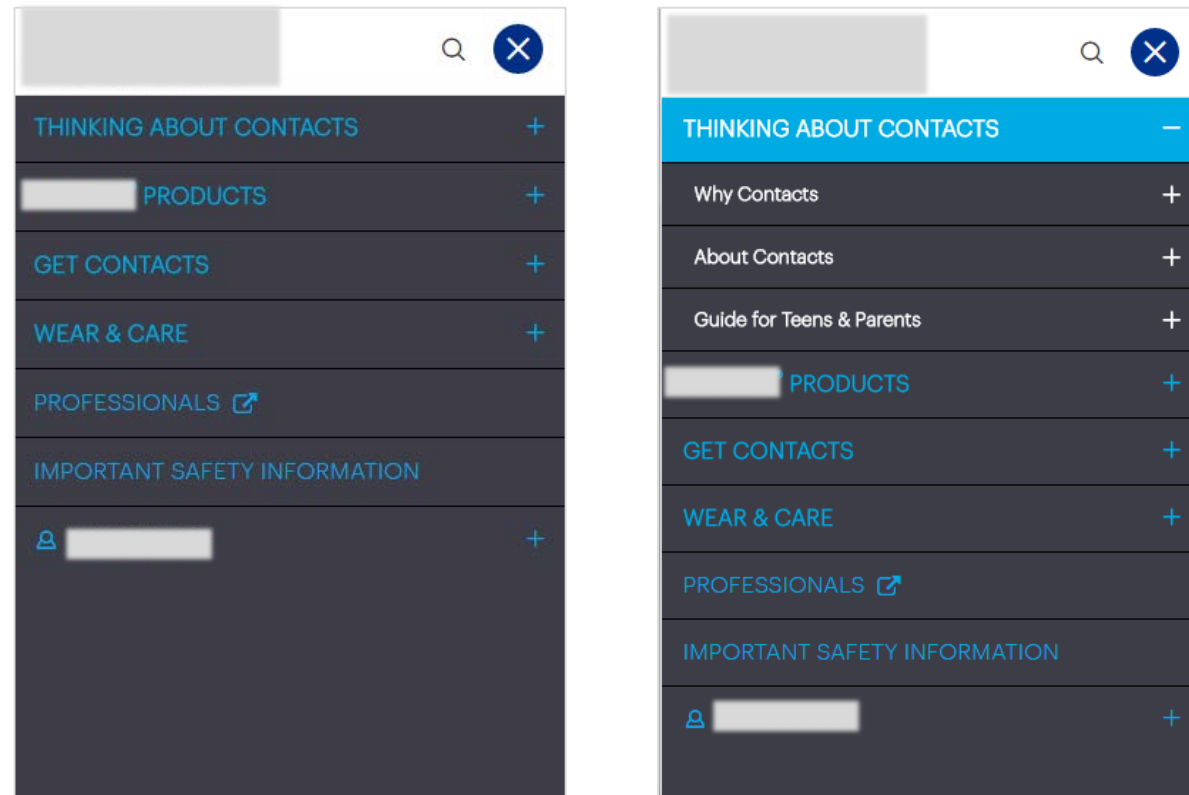 THINKING ABOUT CONTACTS
PRODUCTS
GET CONTACTS
WEAR & CARE
PROFESSIONALS
IMPORTANT SAFETY INFORMATION
THINKING ABOUT CONTACTS
Why Contacts
About Contacts
Guide for Teens & Parents
PRODUCTS
GET CONTACTS
WEAR & CARE
PROFESSIONALS
IMPORTANT SAFETY INFORMATION